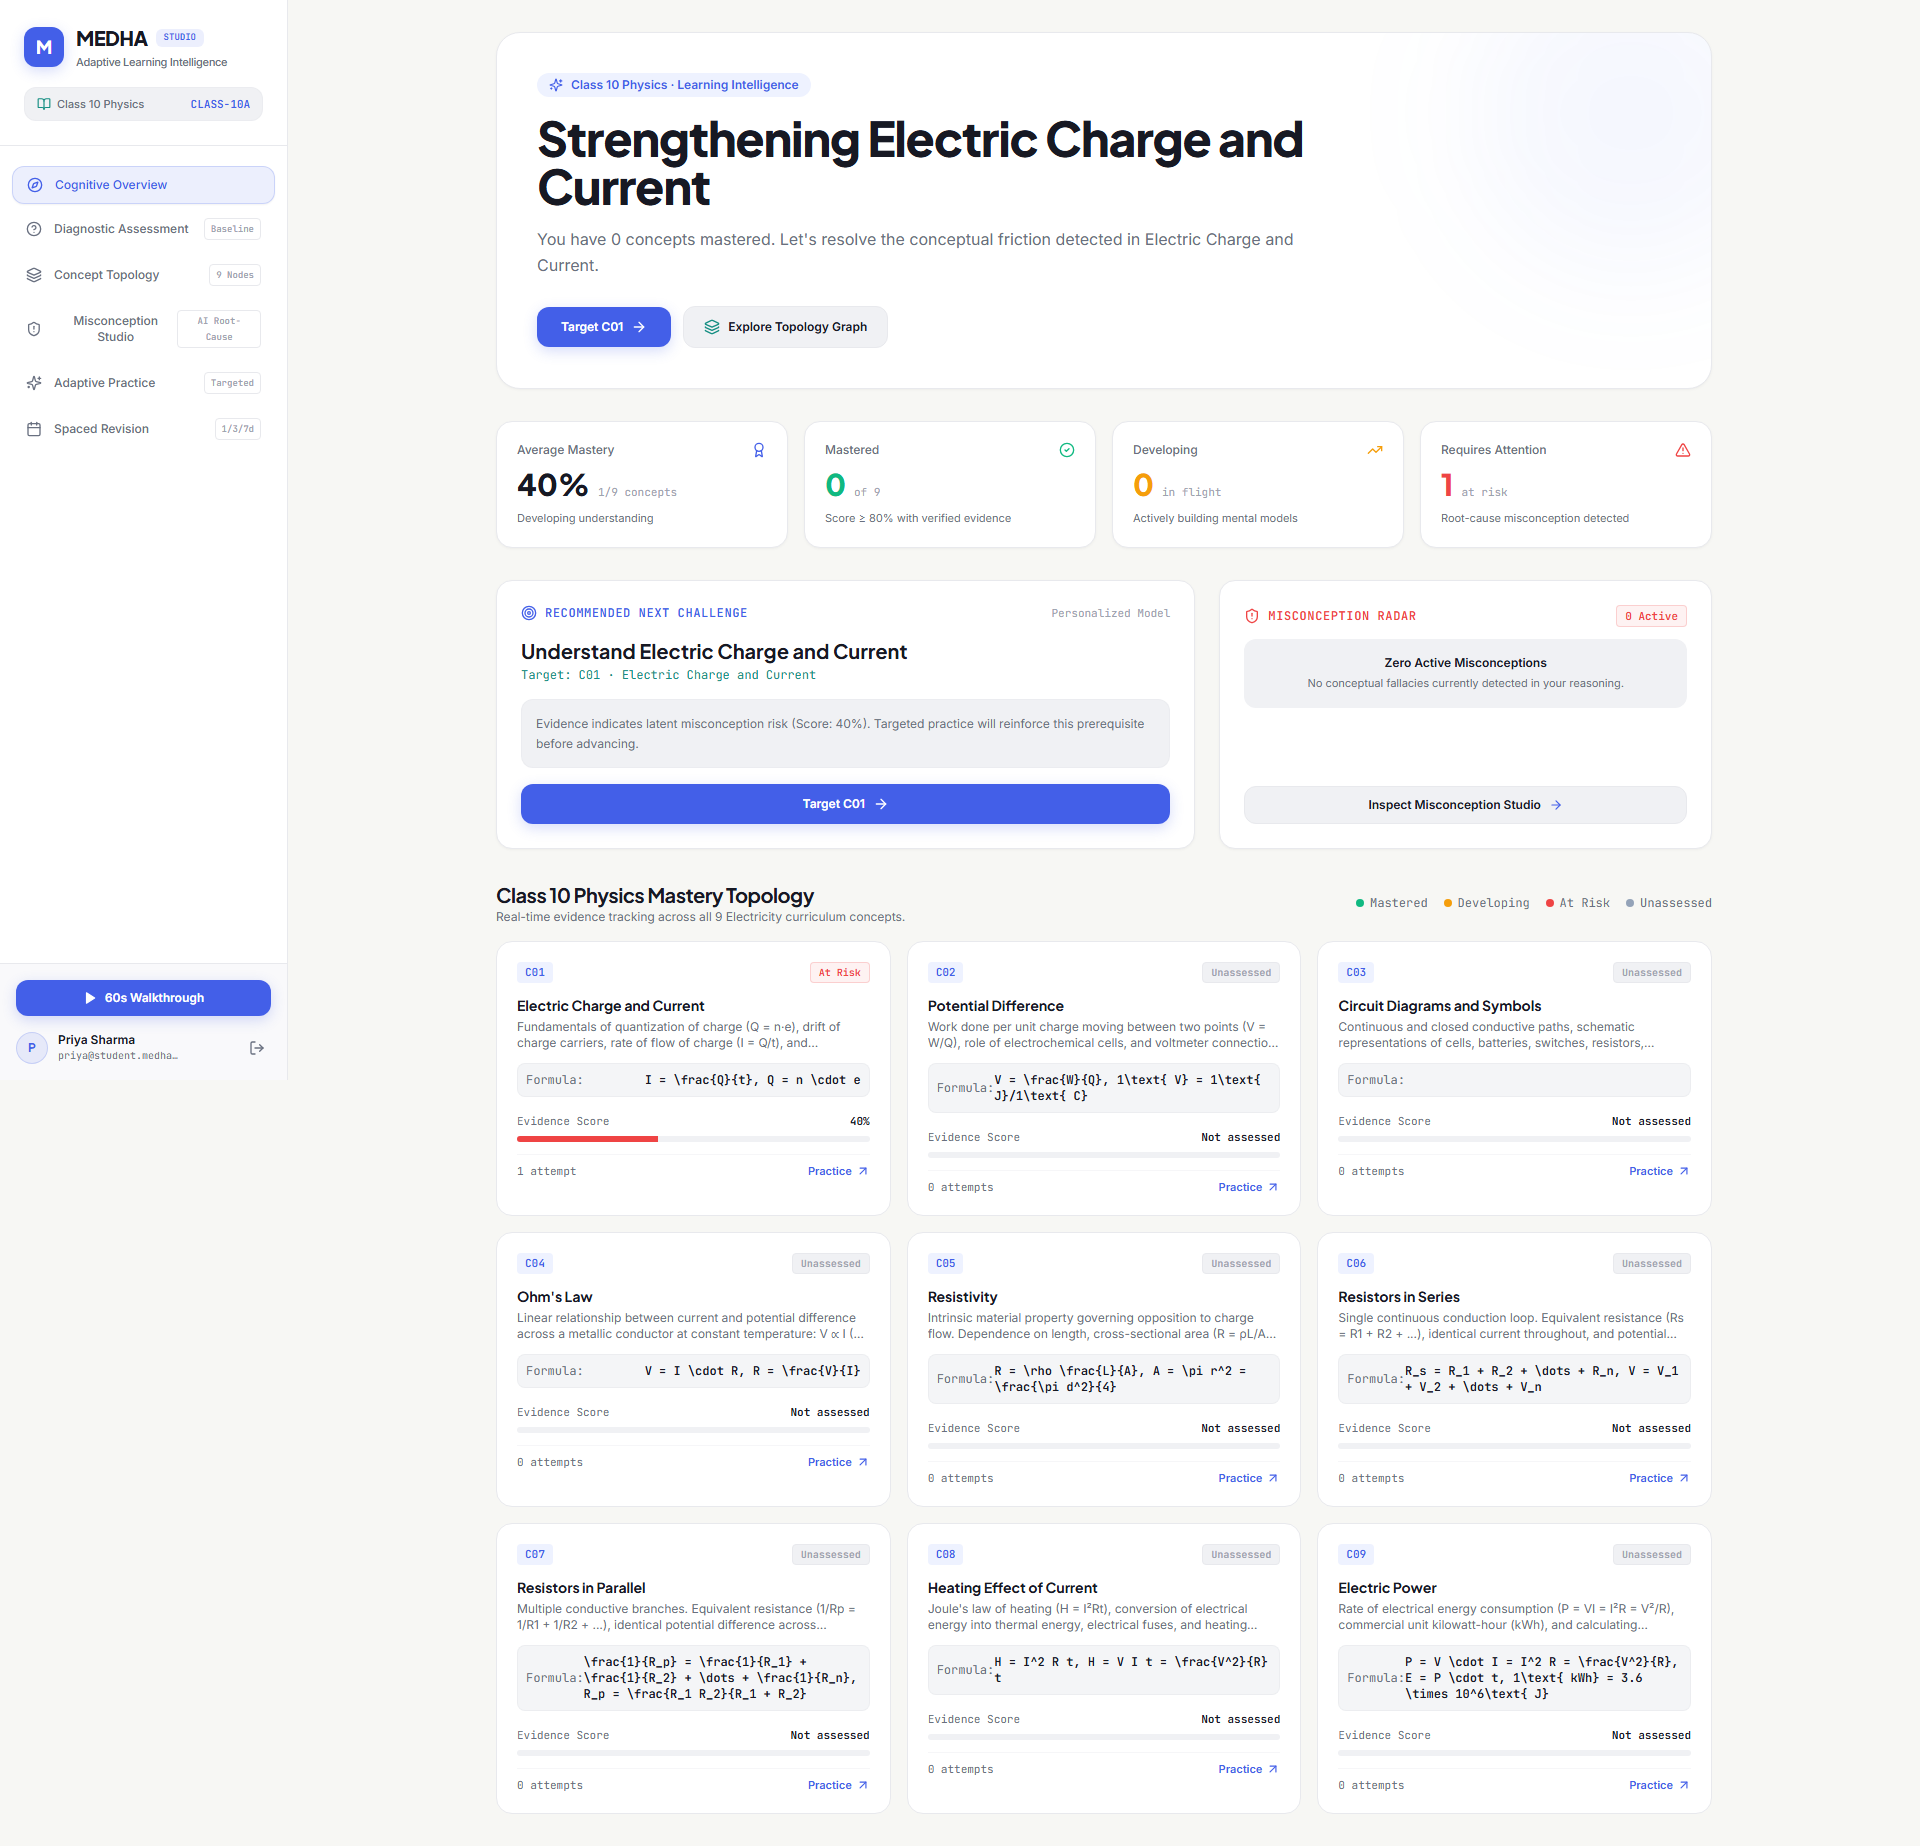 M
MEDHA STUDIO
Adaptive Learning Intelligence
Class 10 Physics CLASS-10A
Cognitive Overview
Diagnostic Assessment Baseline
Concept Topology 9 Nodes
Misconception
Studio
AI Root-
Cause
Adaptive Practice Targeted
Spaced Revision 1/3/7d
60s Walkthrough
P
Priya Sharma
priya@student.medha…
Class 10 Physics · Learning Intelligence
Strengthening Electric Charge and
Current
You have 0 concepts mastered. Let's resolve the conceptual friction detected in Electric Charge and
Current.
Target C01
Explore Topology Graph
Average Mastery
40% 1/9 concepts
Developing understanding
Mastered
0 of 9
Score ≥ 80% with verified evidence
Developing
0 in flight
Actively building mental models
Requires Attention
1 at risk
Root-cause misconception detected
RECOMMENDED NEXT CHALLENGE Personalized Model
Understand Electric Charge and Current
Target: C01 · Electric Charge and Current
Evidence indicates latent misconception risk (Score: 40%). Targeted practice will reinforce this prerequisite
before advancing.
Target C01
MISCONCEPTION RADAR 0 Active
Zero Active Misconceptions
No conceptual fallacies currently detected in your reasoning.
Inspect Misconception Studio
Class 10 Physics Mastery Topology
Real-time evidence tracking across all 9 Electricity curriculum concepts.
Mastered Developing At Risk Unassessed
C01 At Risk
Electric Charge and Current
Fundamentals of quantization of charge (Q = n·e), drift of
charge carriers, rate of flow of charge (I = Q/t), and…
Formula: I = \frac{Q}{t}, Q = n \cdot e
Evidence Score 40%
1 attempt Practice
C02 Unassessed
Potential Difference
Work done per unit charge moving between two points (V =
W/Q), role of electrochemical cells, and voltmeter connectio…
Formula: V = \frac{W}{Q}, 1\text{ V} = 1\text{
J}/1\text{ C}
Evidence Score Not assessed
0 attempts Practice
C03 Unassessed
Circuit Diagrams and Symbols
Continuous and closed conductive paths, schematic
representations of cells, batteries, switches, resistors,…
Formula:
Evidence Score Not assessed
0 attempts Practice
C04 Unassessed
Ohm's Law
Linear relationship between current and potential difference
across a metallic conductor at constant temperature: V ∝ I (…
Formula: V = I \cdot R, R = \frac{V}{I}
Evidence Score Not assessed
0 attempts Practice
C05 Unassessed
Resistivity
Intrinsic material property governing opposition to charge
flow. Dependence on length, cross-sectional area (R = ρL/A…
Formula: R = \rho \frac{L}{A}, A = \pi r^2 =
\frac{\pi d^2}{4}
Evidence Score Not assessed
0 attempts Practice
C06 Unassessed
Resistors in Series
Single continuous conduction loop. Equivalent resistance (Rs
= R1 + R2 + ...), identical current throughout, and potential…
Formula: R_s = R_1 + R_2 + \dots + R_n, V = V_1
+ V_2 + \dots + V_n
Evidence Score Not assessed
0 attempts Practice
C07 Unassessed
Resistors in Parallel
Multiple conductive branches. Equivalent resistance (1/Rp =
1/R1 + 1/R2 + ...), identical potential difference across…
Formula: \frac{1}{R_p} = \frac{1}{R_1} +
\frac{1}{R_2} + \dots + \frac{1}{R_n},
R_p = \frac{R_1 R_2}{R_1 + R_2}
Evidence Score Not assessed
0 attempts Practice
C08 Unassessed
Heating Effect of Current
Joule's law of heating (H = I²Rt), conversion of electrical
energy into thermal energy, electrical fuses, and heating…
Formula: H = I^2 R t, H = V I t = \frac{V^2}{R}
t
Evidence Score Not assessed
0 attempts Practice
C09 Unassessed
Electric Power
Rate of electrical energy consumption (P = VI = I²R = V²/R),
commercial unit kilowatt-hour (kWh), and calculating…
Formula: P = V \cdot I = I^2 R = \frac{V^2}{R},
E = P \cdot t, 1\text{ kWh} = 3.6
\times 10^6\text{ J}
Evidence Score Not assessed
0 attempts Practice